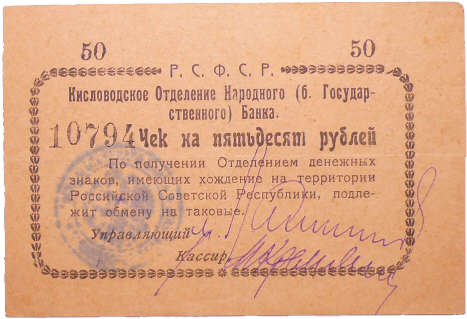 50 50
Р. С. Ф. С. Р.
Кисловодское Отделение Народного (б. Государ-
ственного) Банка.
10794 Чек на пятьдесят рублей
По получении Отделением денежных
знаков, имеющих хождение на территории
Российской Советской Республики, подле-
жит обмену на таковые.
Управляющий
Кассир